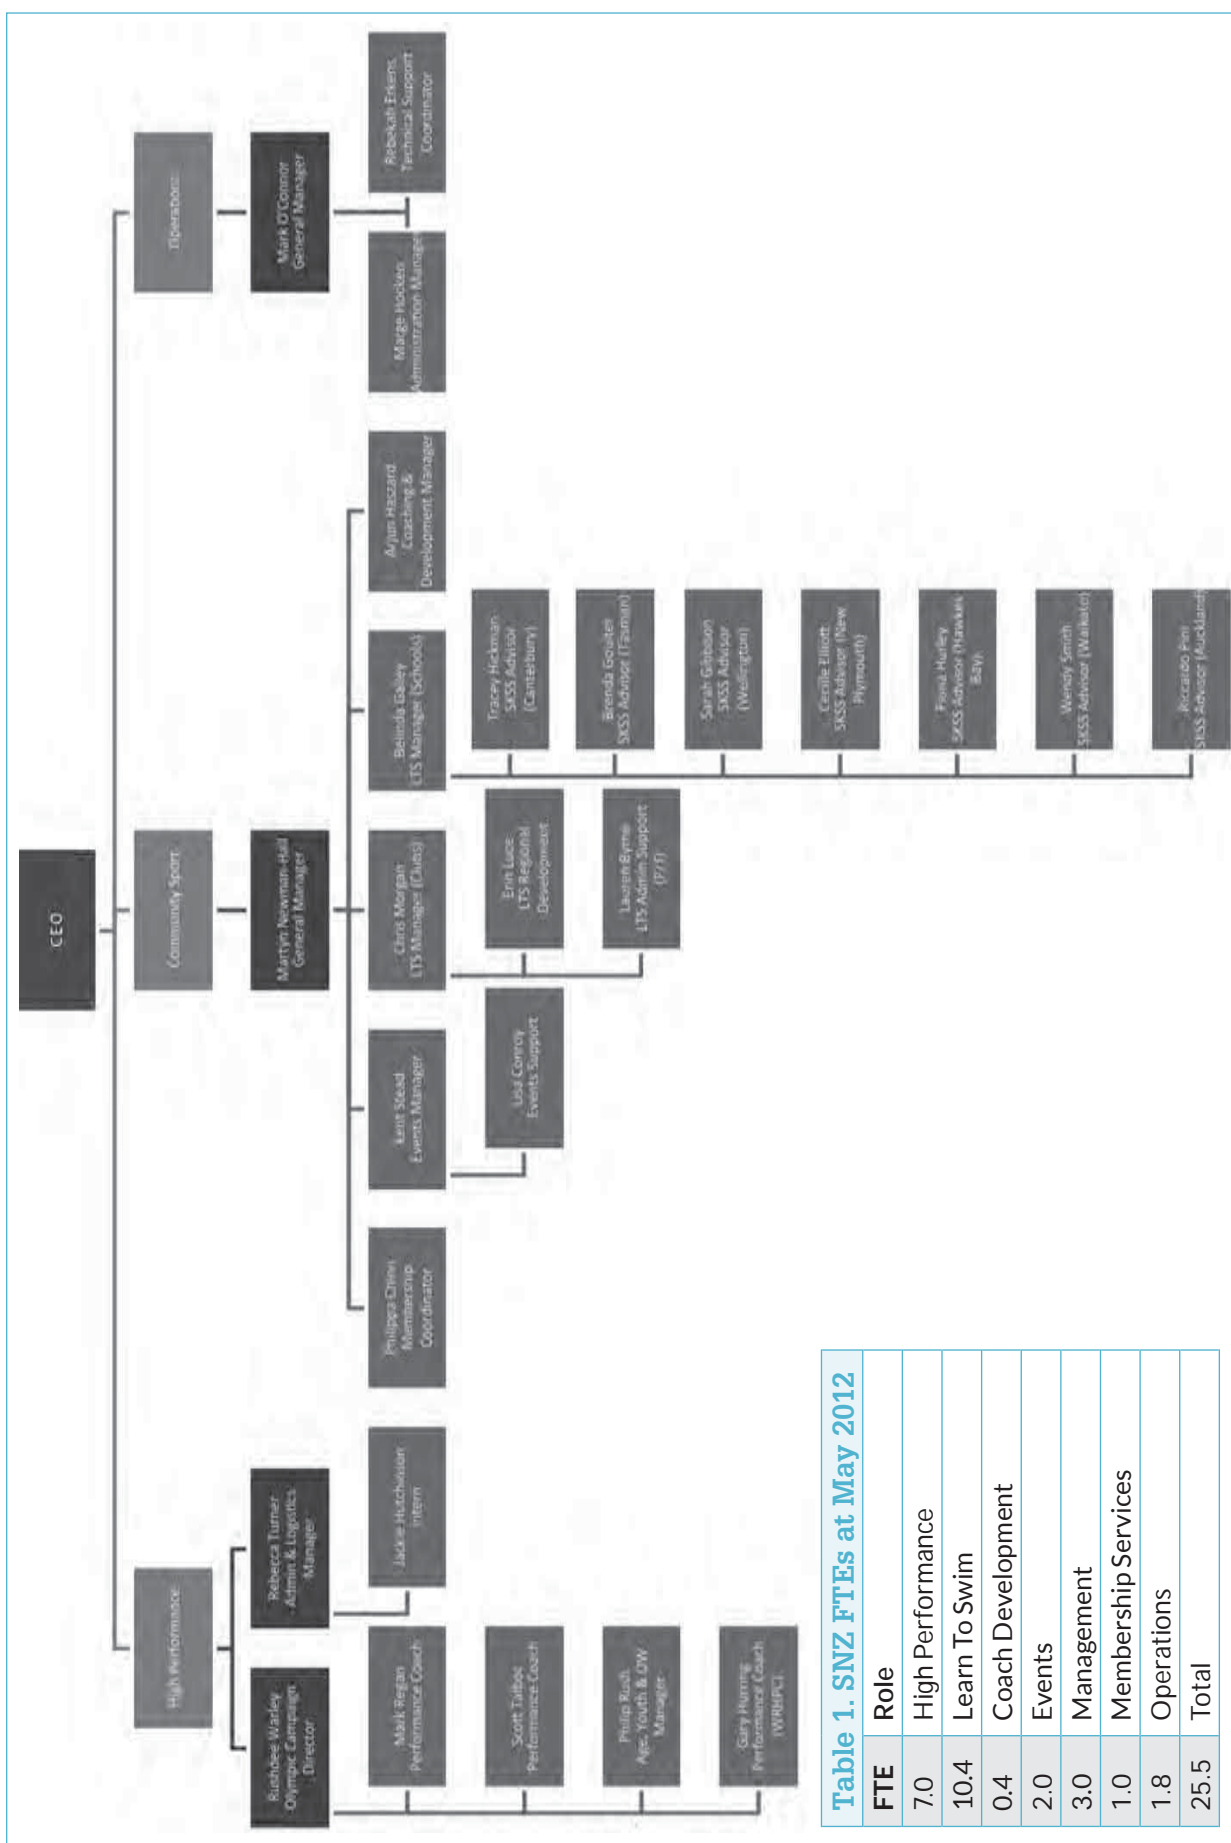 CEO
High Performance
Community Sport
Operations
Rebecca Turner
Admin & Logistics
Manager
Martyn Newman-Hall
General Manager
Mark O'Connor
General Manager
Olympic Campaign
Director
Mark Regan
Performance Coach
Scott Talbot
Performance Coach
Philip Rush
Age, Youth & OW
Manager
Gary Hurring
Performance Coach
(WRHPC)
Jackie Hutchinson
Intern
Philippa Chinn
Membership
Coordinator
Kent Stead
Events Manager
Lisa Conroy
Events Support
Chris Morgan
LTS Manager (Clubs)
Erin Luce
LTS Regional
Development
Lauren Byrne
LTS Admin Support
(P/T)
Belinda Galley
LTS Manager (Schools)
Tracey Hickman
SKSS Advisor
(Canterbury)
Brenda
SKSS Advisor (Tasman)
Sarah Gibbison
SKSS Advisor
(Wellington)
Cecille Elliott
SKSS Advisor (New
Plymouth)
Fiona Hurley
SKSS Advisor (Hawkes
Bay)
Wendy Smith
SKSS Advisor (Waikato)
Riccardo Pini
SKSS Advisor (Auckland)
Arjun Haszard
Coaching &
Development Manager
Marge Hocken
Administration Manager
Rebekah Erkens
Technical Support
Coordinator
Table 1. SNZ FTEs at May 2012
FTE Role
7.0 High Performance
10.4 Learn To Swim
0.4 Coach Development
2.0 Events
3.0 Management
1.0 Membership Services
1.8 Operations
25.5 Total